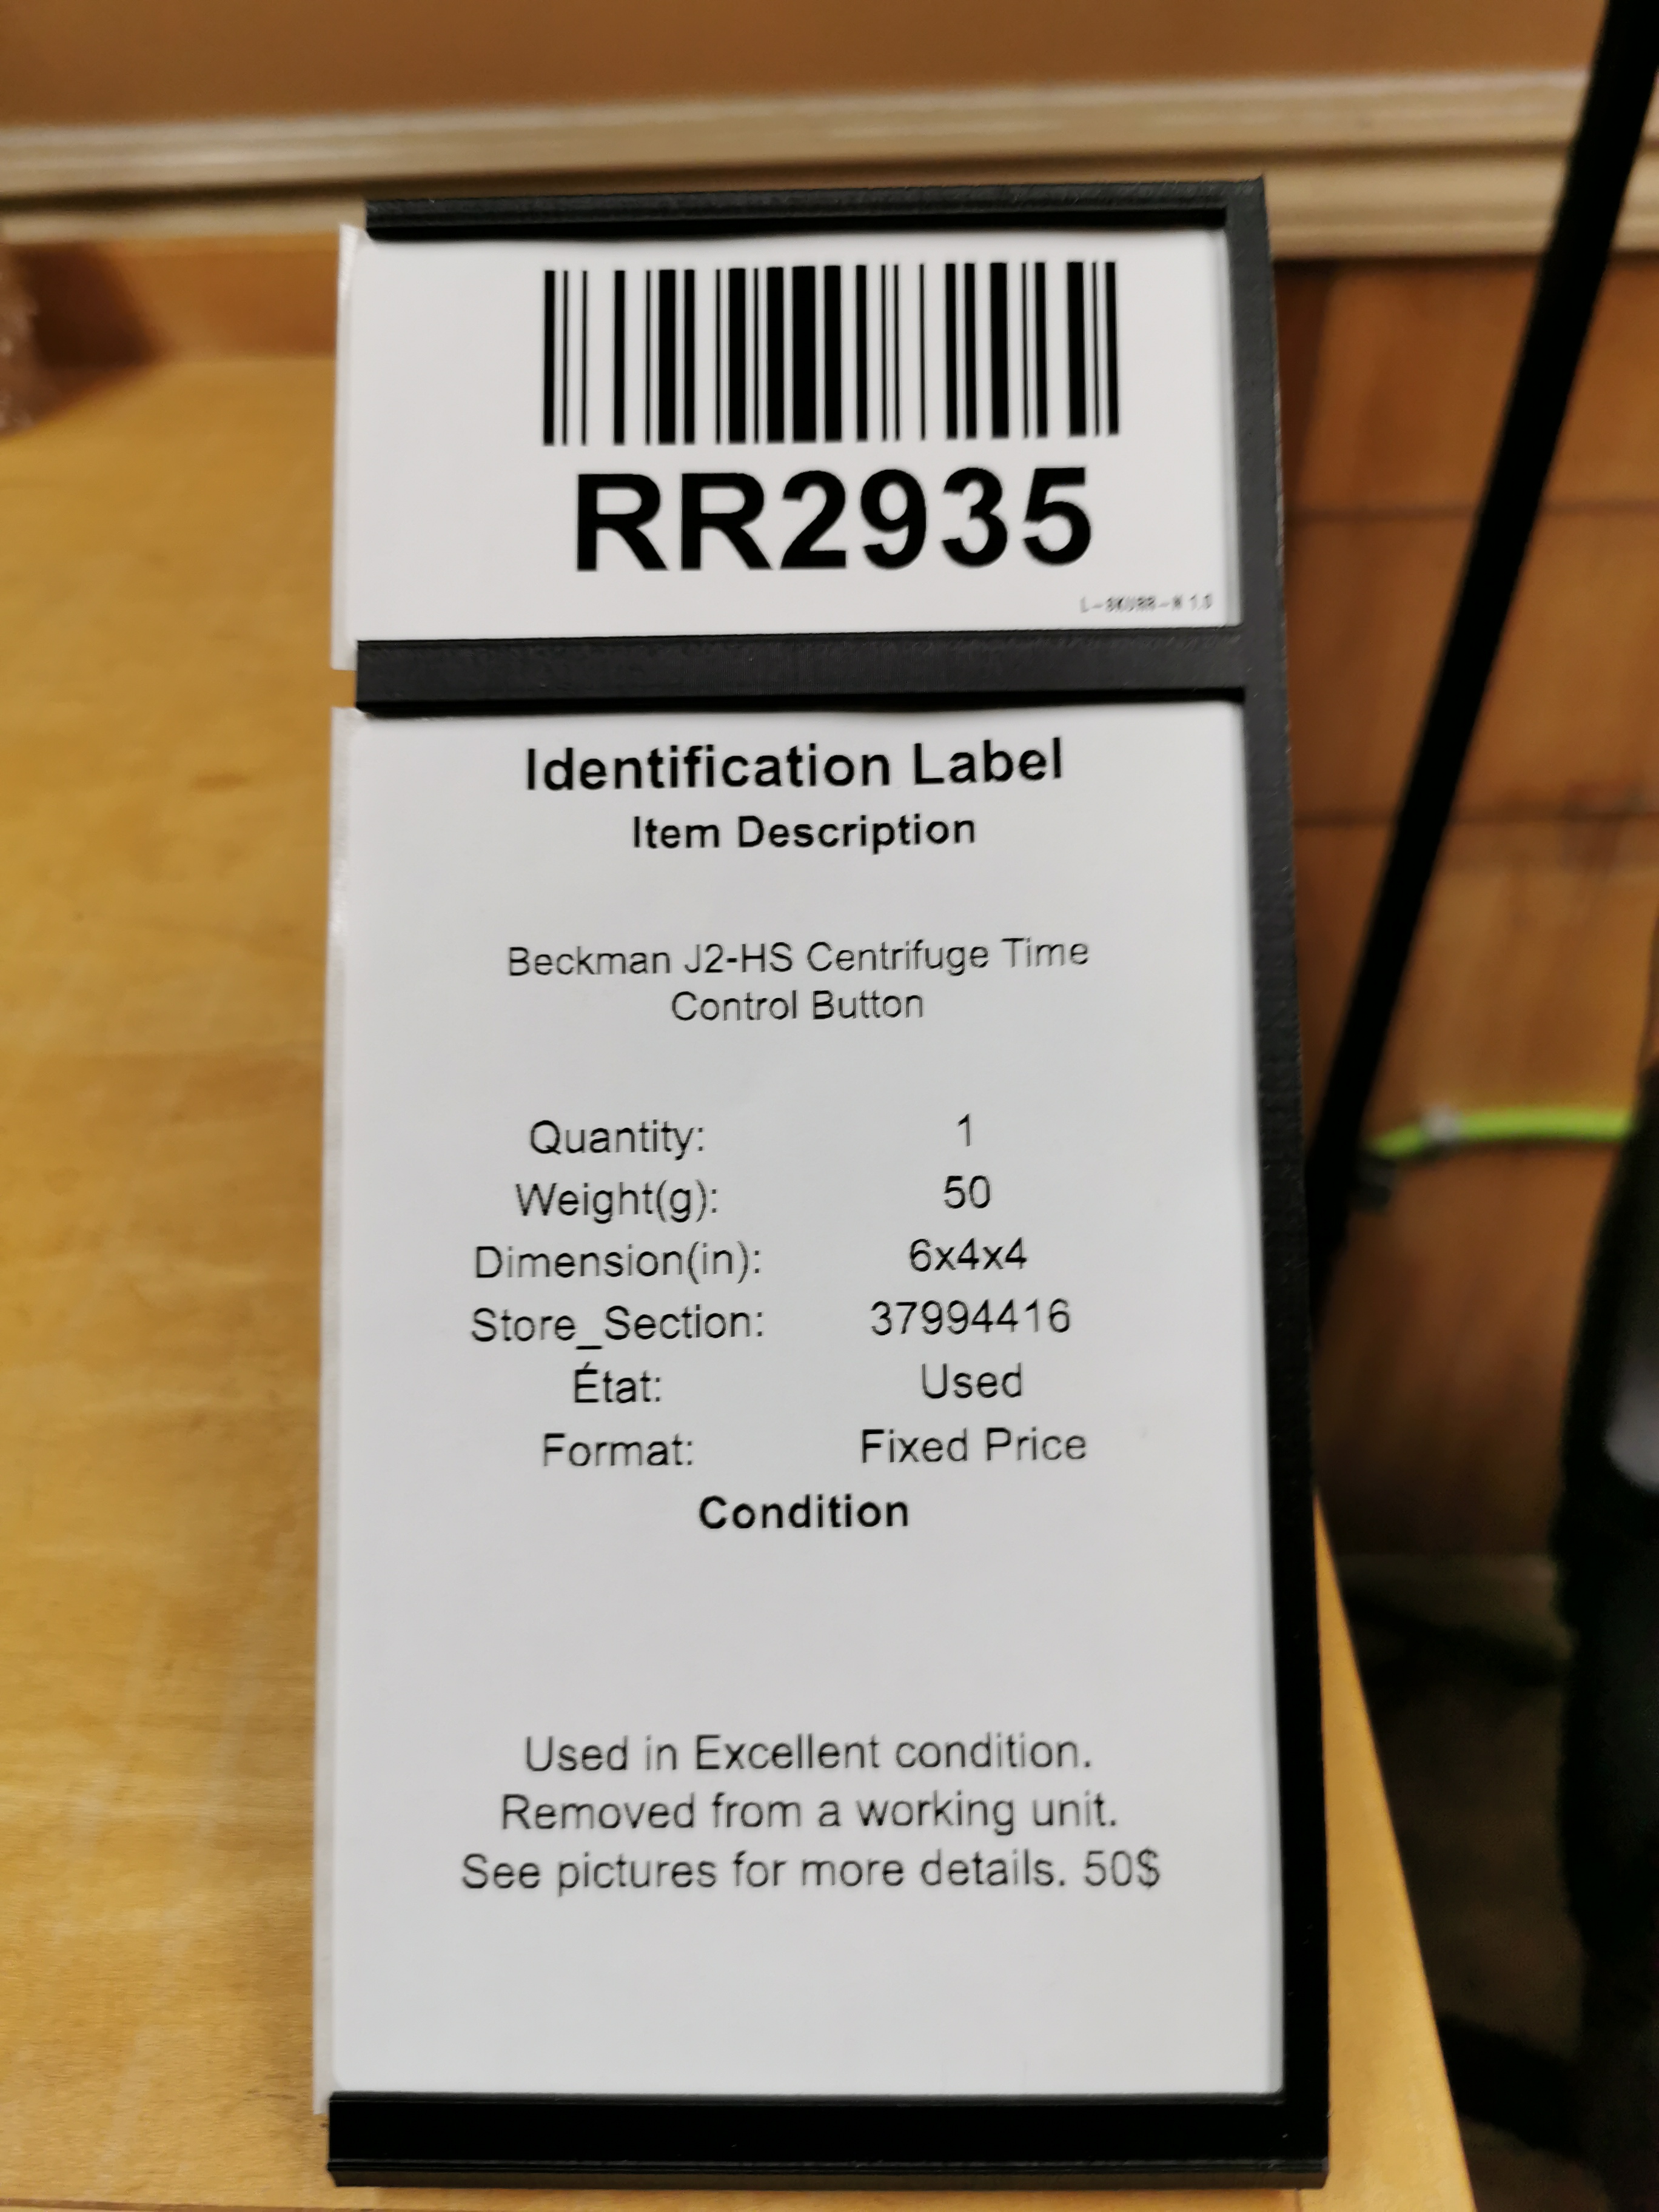 RR2935
Identification Label
Item Description
Beckman J2-HS Centrifuge Time
Control Button
Quantity: 1
Weight(g): 50
Dimension(in): 6x4x4
Store_Section: 37994416
État: Used
Format: Fixed Price
Condition
Used in Excellent condition.
Removed from a working unit.
See pictures for more details. 50$